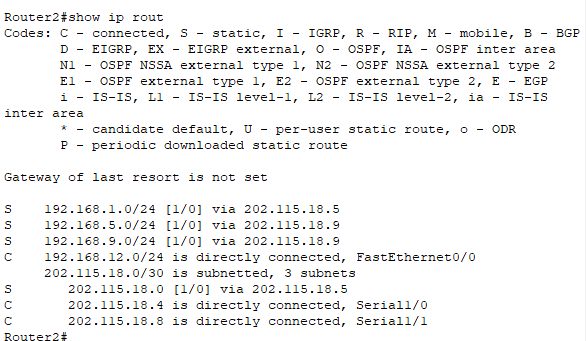 Router2#show ip rout
Codes: C - connected, S - static, I - IGRP, R - RIP, M - mobile, B - BGP
       D - EIGRP, EX - EIGRP external, O - OSPF, IA - OSPF inter area
       N1 - OSPF NSSA external type 1, N2 - OSPF NSSA external type 2
       E1 - OSPF external type 1, E2 - OSPF external type 2, E - EGP
       i - IS-IS, L1 - IS-IS level-1, L2 - IS-IS level-2, ia - IS-IS
inter area
       * - candidate default, U - per-user static route, o - ODR
       P - periodic downloaded static route

Gateway of last resort is not set

S    192.168.1.0/24 [1/0] via 202.115.18.5
S    192.168.5.0/24 [1/0] via 202.115.18.9
S    192.168.9.0/24 [1/0] via 202.115.18.9
C    192.168.12.0/24 is directly connected, FastEthernet0/0
     202.115.18.0/30 is subnetted, 3 subnets
S       202.115.18.0 [1/0] via 202.115.18.5
C       202.115.18.4 is directly connected, Serial1/0
C       202.115.18.8 is directly connected, Serial1/1
Router2#